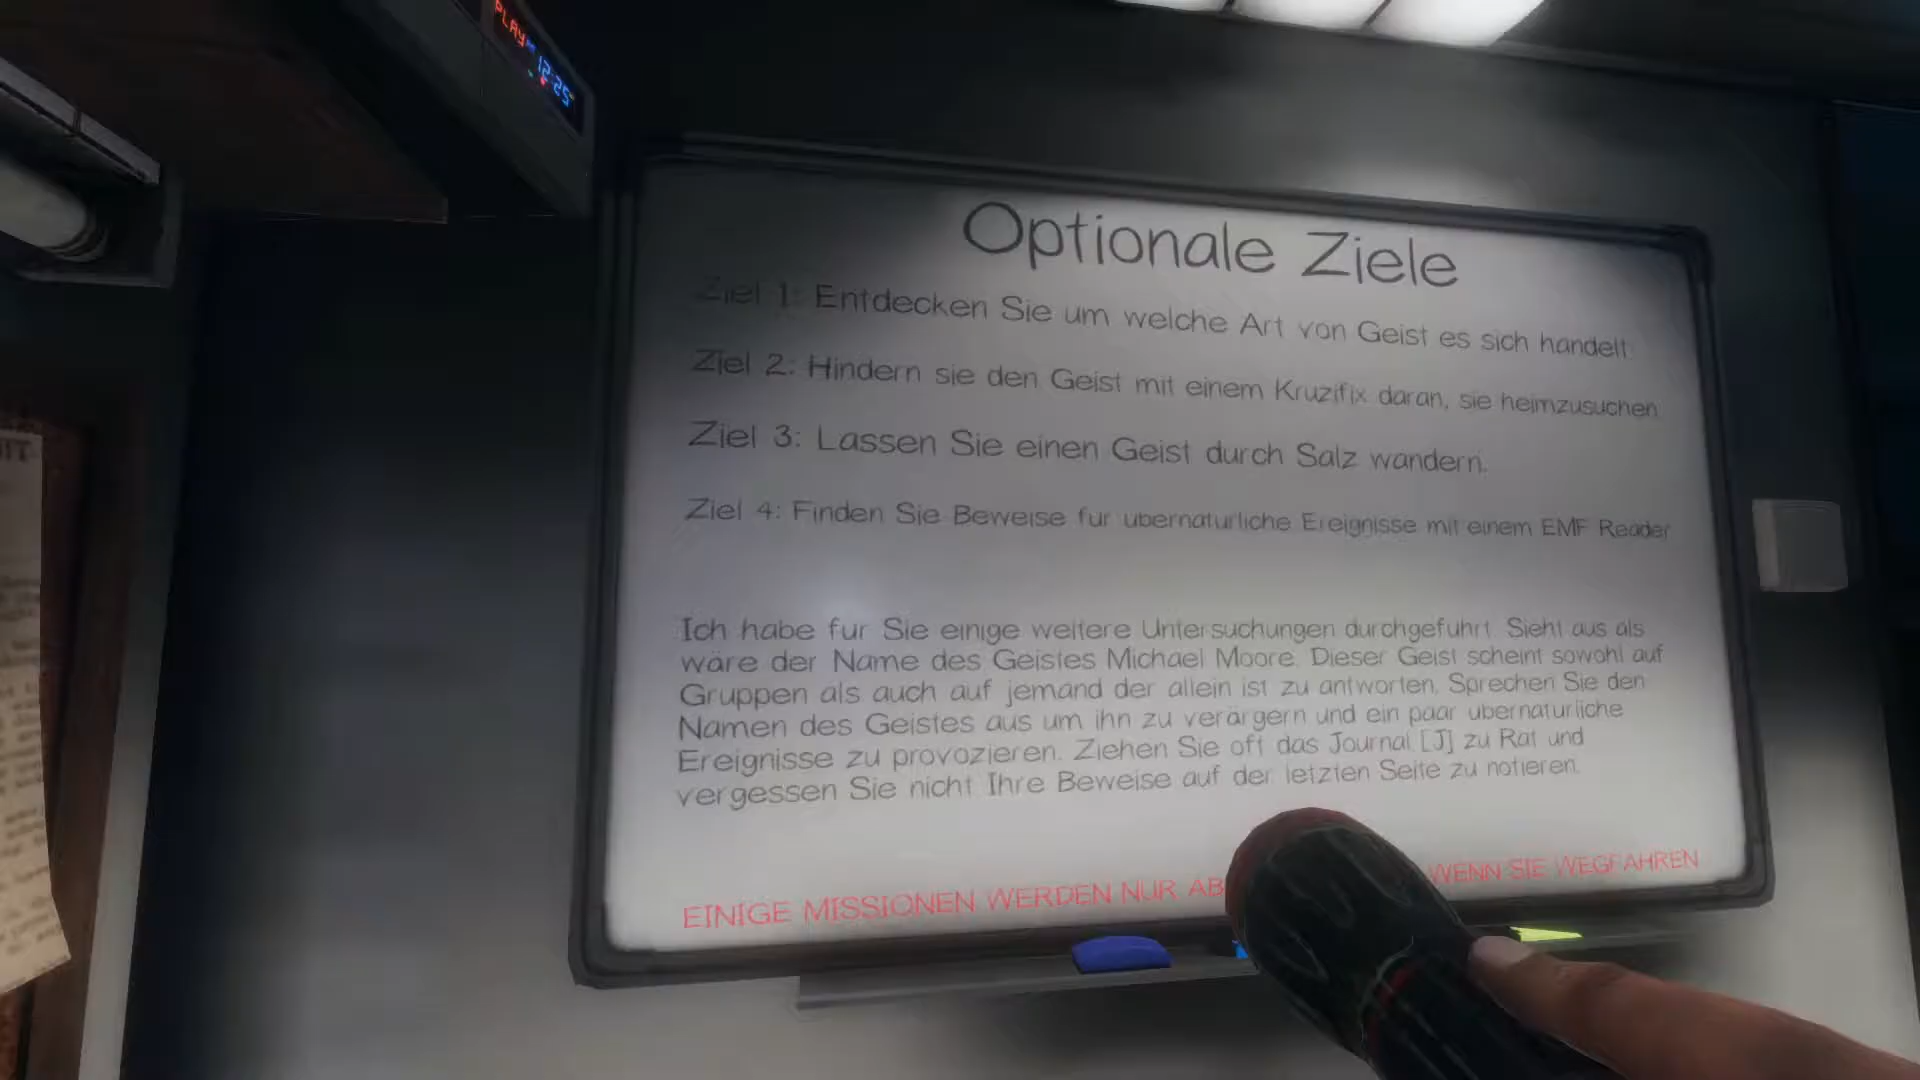 PLAY
12:25
Optionale Ziele
Ziel 1: Entdecken Sie um welche Art von Geist es sich handelt
Ziel 2: Hindern sie den Geist mit einem Kruzifix daran, sie heimzusuchen
Ziel 3: Lassen Sie einen Geist durch Salz wandern.
Ziel 4: Finden Sie Beweise fur ubernaturliche Ereignisse mit einem EMF Reader
Ich habe fur Sie einige weitere Untersuchungen durchgefuhrt. Sieht aus als
ware der Name des Geistes Michael Moore. Dieser Geist scheint sowohl auf
Gruppen als auch auf jemand der allein ist zu antworten. Sprechen Sie den
Namen des Geistes aus um ihn zu verargern und ein paar ubernaturliche
Ereignisse zu provozieren. Ziehen Sie oft das Journal [J] zu Rat und
vergessen Sie nicht Ihre Beweise auf der letzten Seite zu notieren.
EINIGE MISSIONEN WERDEN NUR WENN SIE WEGFAHREN